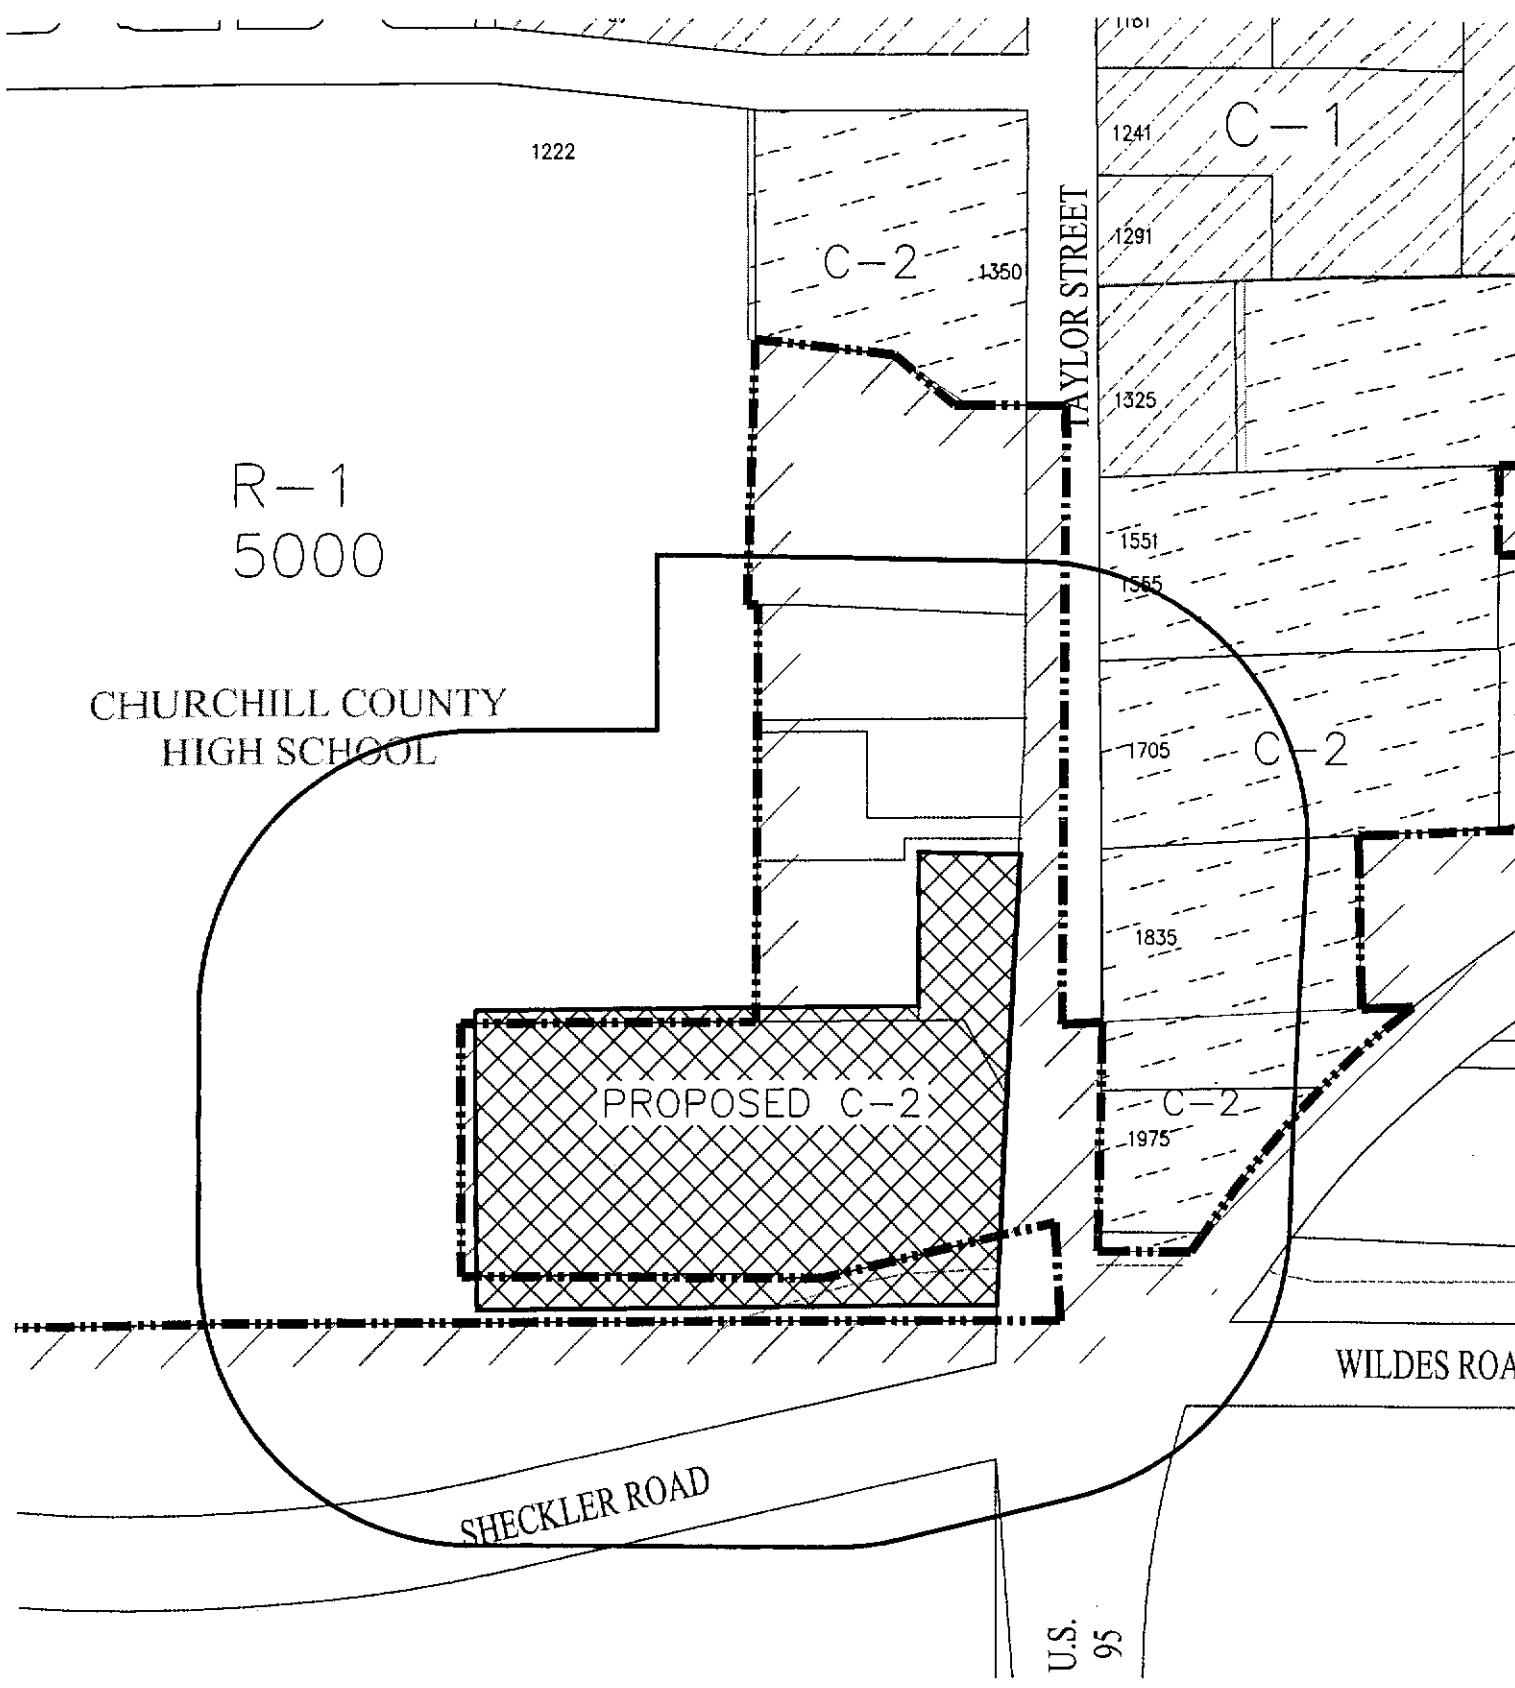 1181
1222
1241
C-1
1291
C-2
1350
TAYLOR STREET
1325
R-1
5000
1551
1555
CHURCHILL COUNTY
HIGH SCHOOL
1705
C-2
1835
PROPOSED C-2
C-2
1975
WILDES ROA
SHECKLER ROAD
U.S.
95